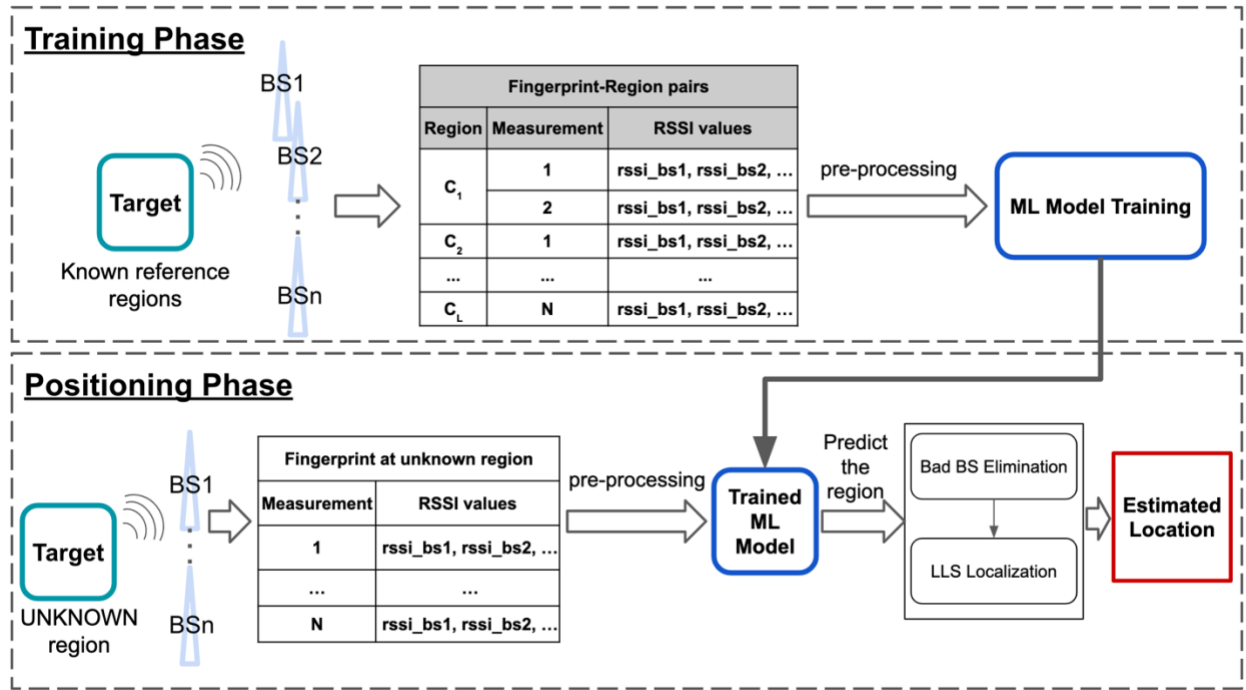 Training Phase
BS1
BS2
BSn
Target
Known reference
regions
Fingerprint-Region pairs
Region Measurement RSSI values
C1 1 rssi_bs1, rssi_bs2, ...
2 rssi_bs1, rssi_bs2, ...
C2 1 rssi_bs1, rssi_bs2, ...
... ... ...
CL N rssi_bs1, rssi_bs2, ...
pre-processing
ML Model Training
Positioning Phase
BS1
BSn
Target
UNKNOWN
region
Fingerprint at unknown region
Measurement RSSI values
1 rssi_bs1, rssi_bs2, ...
... ...
N rssi_bs1, rssi_bs2, ...
pre-processing
Trained
ML
Model
Predict
the
region
Bad BS Elimination
LLS Localization
Estimated
Location